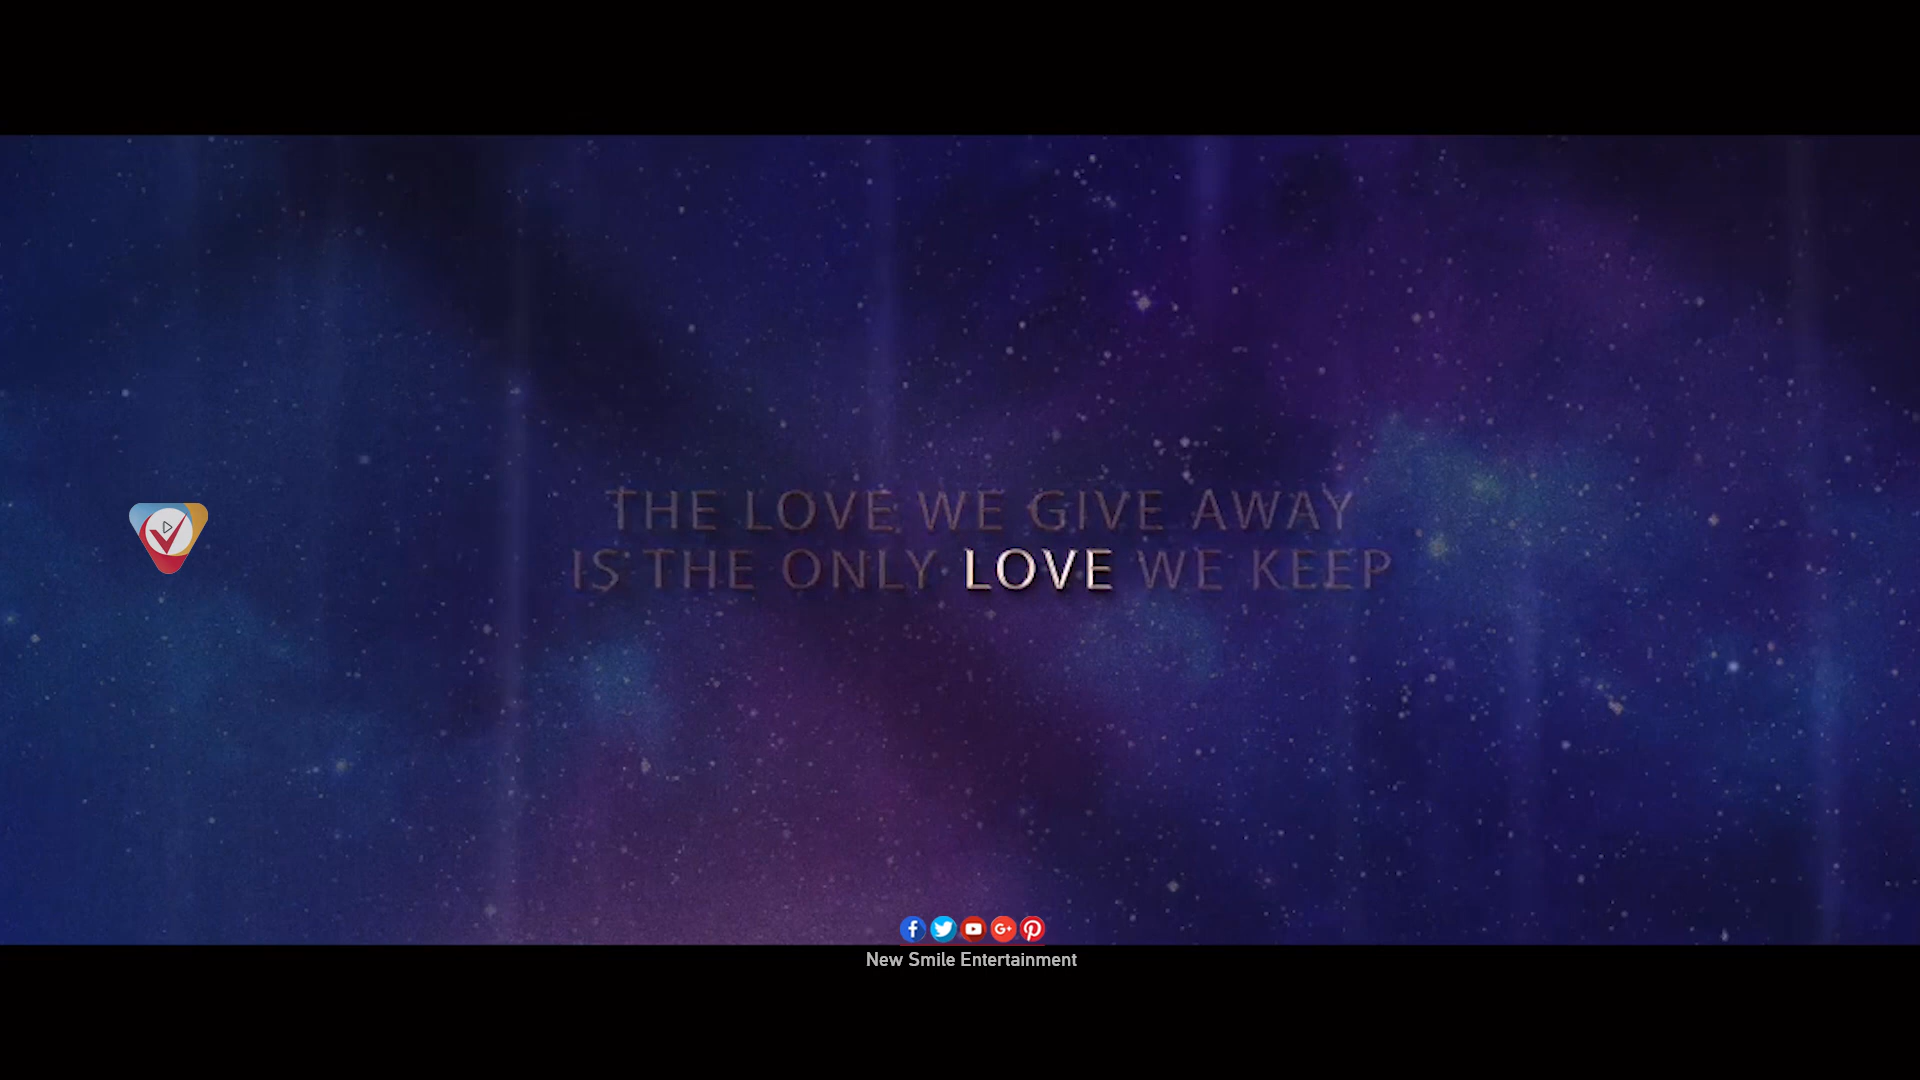 THE LOVE WE GIVE AWAY
IS THE ONLY LOVE WE KEEP
New Smile Entertainment